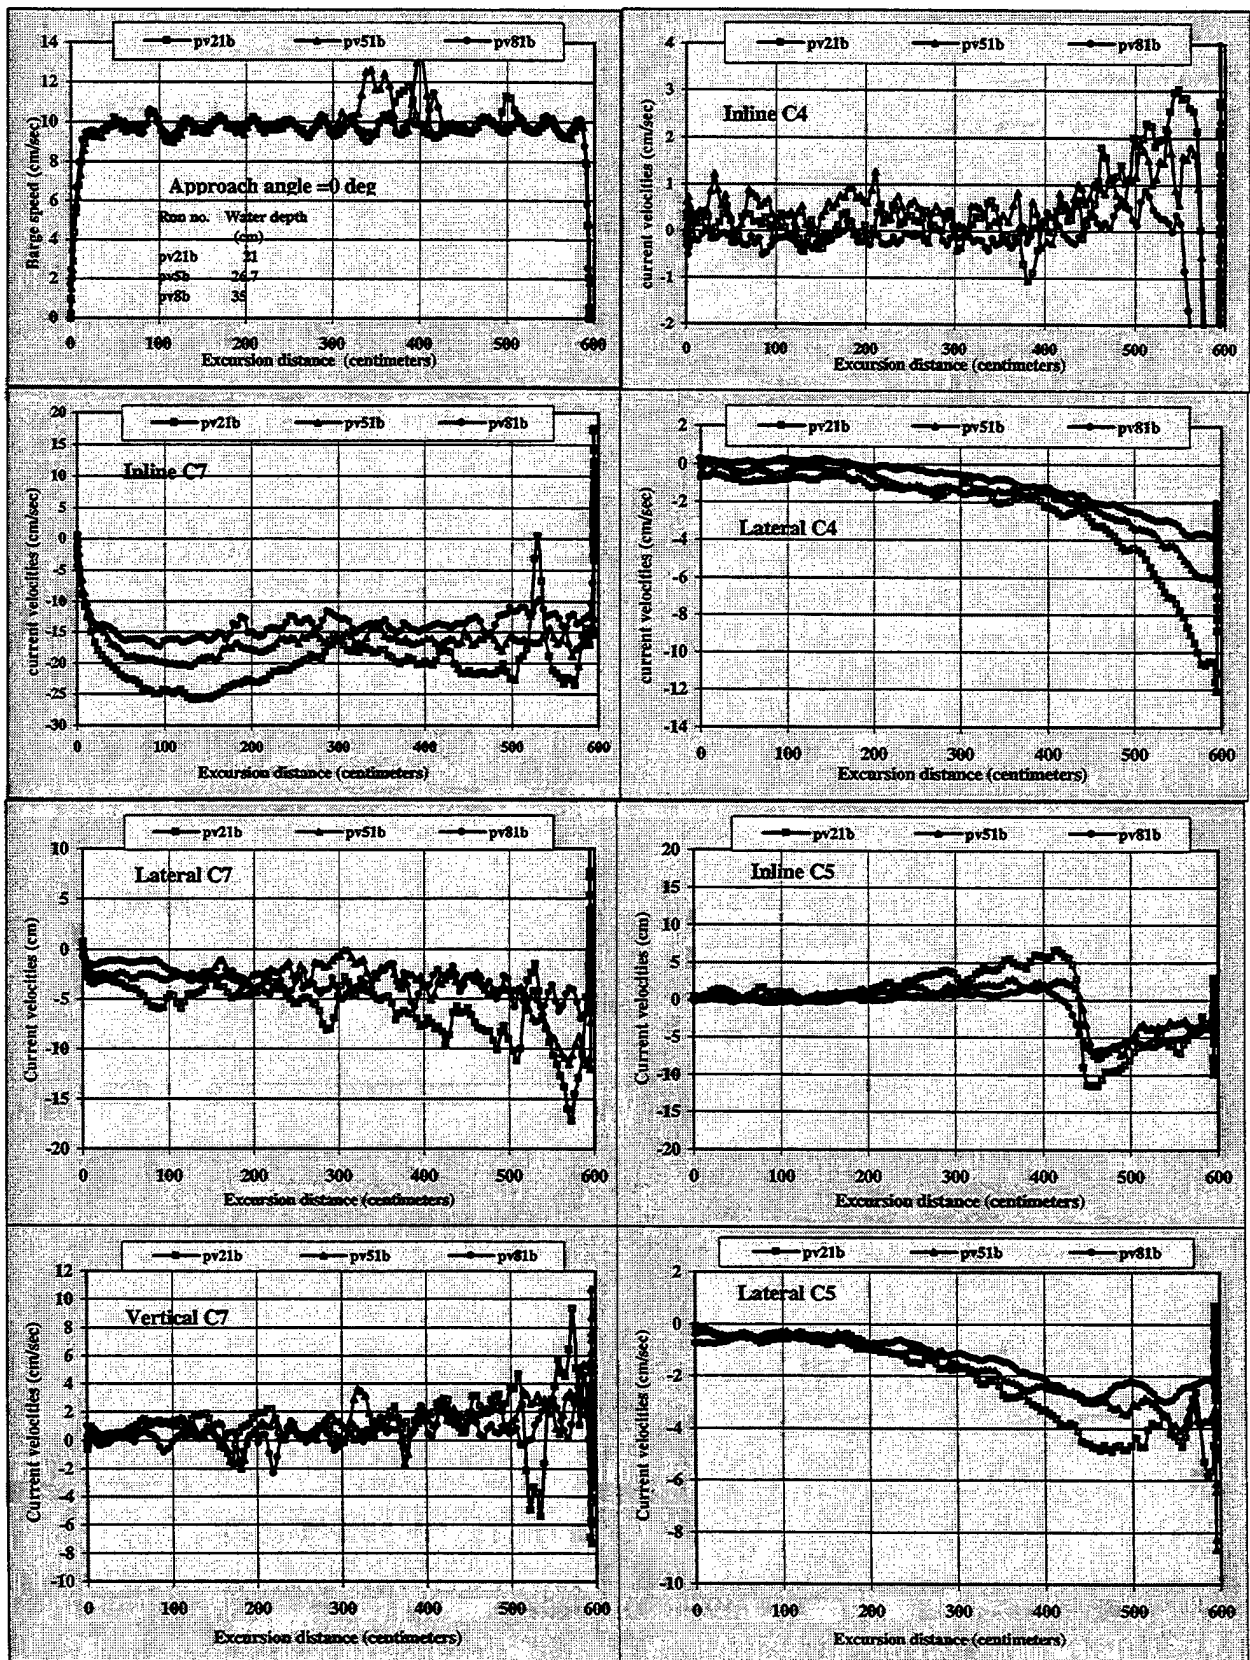 pv21b pv51b pv81b
14
12
10
8
6
4
2
0
Barge speed (cm/sec)
Approach angle =0 deg
Run no. Water depth
(cm)
pv21b 21
pv5b 26.7
pv8b 35
0 100 200 300 400 500 600
Excursion distance (centimeters)
pv21b pv51b pv81b
4
3
2
1
0
-1
-2
current velocities (cm/sec)
Inline C4
0 100 200 300 400 500 600
Excursion distance (centimeters)
pv21b pv51b pv81b
20
15
10
5
0
-5
-10
-15
-20
-25
-30
current velocities (cm/sec)
Inline C7
0 100 200 300 400 500 600
Excursion distance (centimeters)
pv21b pv51b pv81b
2
0
-2
-4
-6
-8
-10
-12
-14
current velocities (cm/sec)
Lateral C4
0 100 200 300 400 500 600
Excursion distance (centimeters)
pv21b pv51b pv81b
10
5
0
-5
-10
-15
-20
Current velocities (cm)
Lateral C7
0 100 200 300 400 500 600
Excursion distance (centimeters)
pv21b pv51b pv81b
20
15
10
5
0
-5
-10
-15
-20
Current velocities (cm)
Inline C5
0 100 200 300 400 500 600
Excursion distance (centimeters)
pv21b pv51b pv81b
12
10
8
6
4
2
0
-2
-4
-6
-8
-10
Current velocities (cm/sec)
Vertical C7
0 100 200 300 400 500 600
Excursion distance (centimeters)
pv21b pv51b pv81b
2
0
-2
-4
-6
-8
-10
Current velocities (cm/sec)
Lateral C5
0 100 200 300 400 500 600
Excursion distance (centimeters)